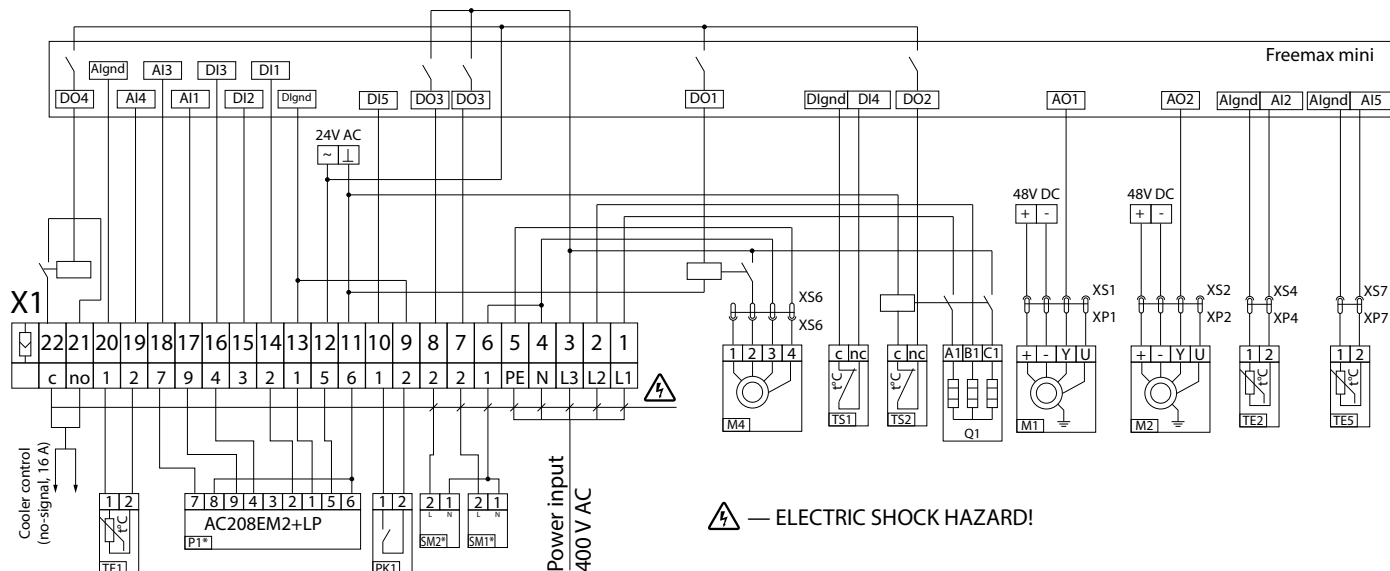 Freemax mini
AIgnd AI3 DI3 DI1
DO4 AI4 AI1 DI2 DIgnd DI5 DO3 DO3 DO1 DIgnd DI4 DO2 AO1 AO2 AIgnd AI2 AIgnd AI5
24V AC
~ ⊥
48V DC 48V DC
+ - + -
X1
XS6 XS1 XS2 XS4 XS7
XS6 XP1 XP2 XP4 XP7
22 21 20 19 18 17 16 15 14 13 12 11 10 9 8 7 6 5 4 3 2 1
c no 1 2 7 9 4 3 2 1 5 6 1 2 2 2 1 PE N L3 L2 L1
1 2 3 4 c nc c nc A1 B1 C1 + - Y U + - Y U 1 2 1 2
t°C t°C t°C t°C
M4 TS1 TS2 Q1 M1 M2 TE2 TE5
Cooler control
(no-signal, 16 A)
1 2 7 8 9 4 3 2 1 5 6 1 2 2 1 2 1
L N L N
t°C
AC208EM2+LP
TE1 P1* PK1 SM2* SM1*
Power input
400 V AC
— ELECTRIC SHOCK HAZARD!